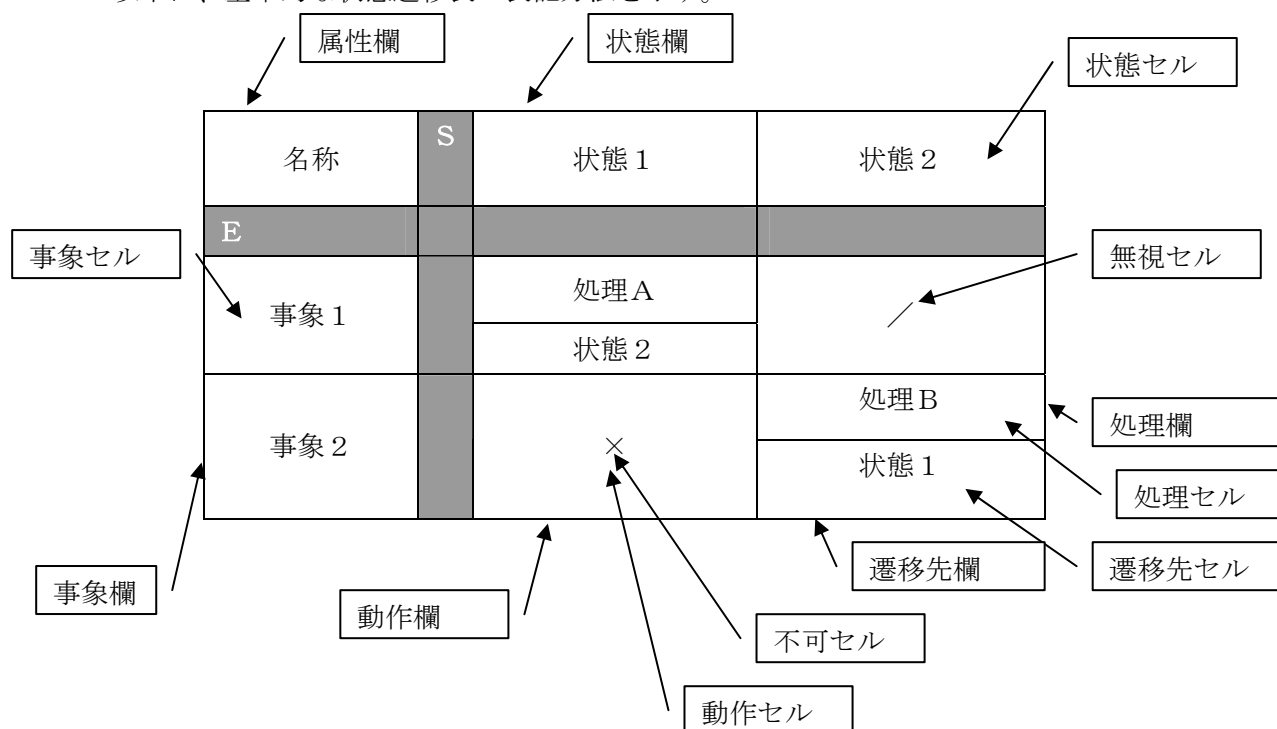 属性欄
状態欄
状態セル
名称
S
状態１
状態２
E
事象セル
無視セル
事象１
処理A
／
状態２
処理B
処理欄
事象２
×
状態１
処理セル
遷移先欄
遷移先セル
事象欄
動作欄
不可セル
動作セル